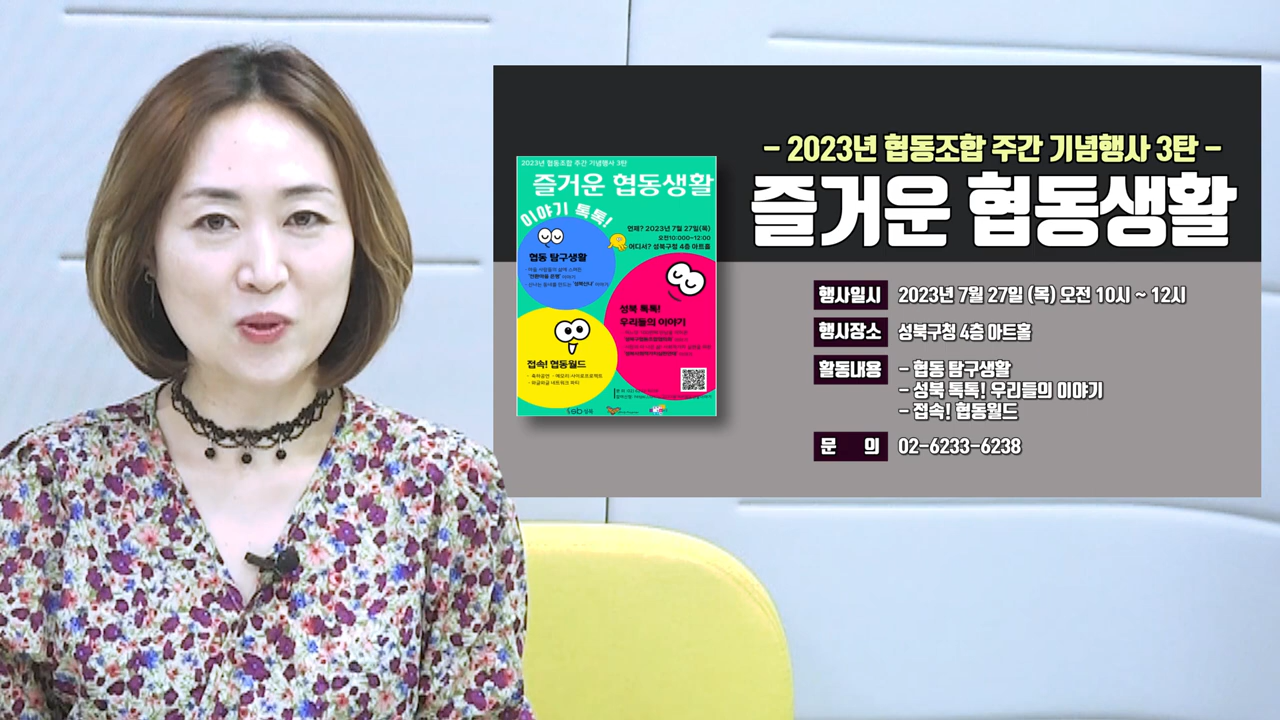 - 2023년 협동조합 주간 기념행사 3탄 -
즐거운 협동생활
행사일시 2023년 7월 27일 (목) 오전 10시 ~ 12시
행사장소 성북구청 4층 아트홀
활동내용 - 협동 탐구생활
- 성북 톡톡! 우리들의 이야기
- 접속! 협동월드
문 의 02-6233-6238
2023년 협동조합 주간 기념행사 3탄
즐거운 협동생활
이야기 톡톡!
언제? 2023년 7월 27일(목)
오전10:000~12:00
어디서? 성북구청 4층 아트홀
협동 탐구생활
성북 톡톡!
우리들의 이야기
접속! 협동월드